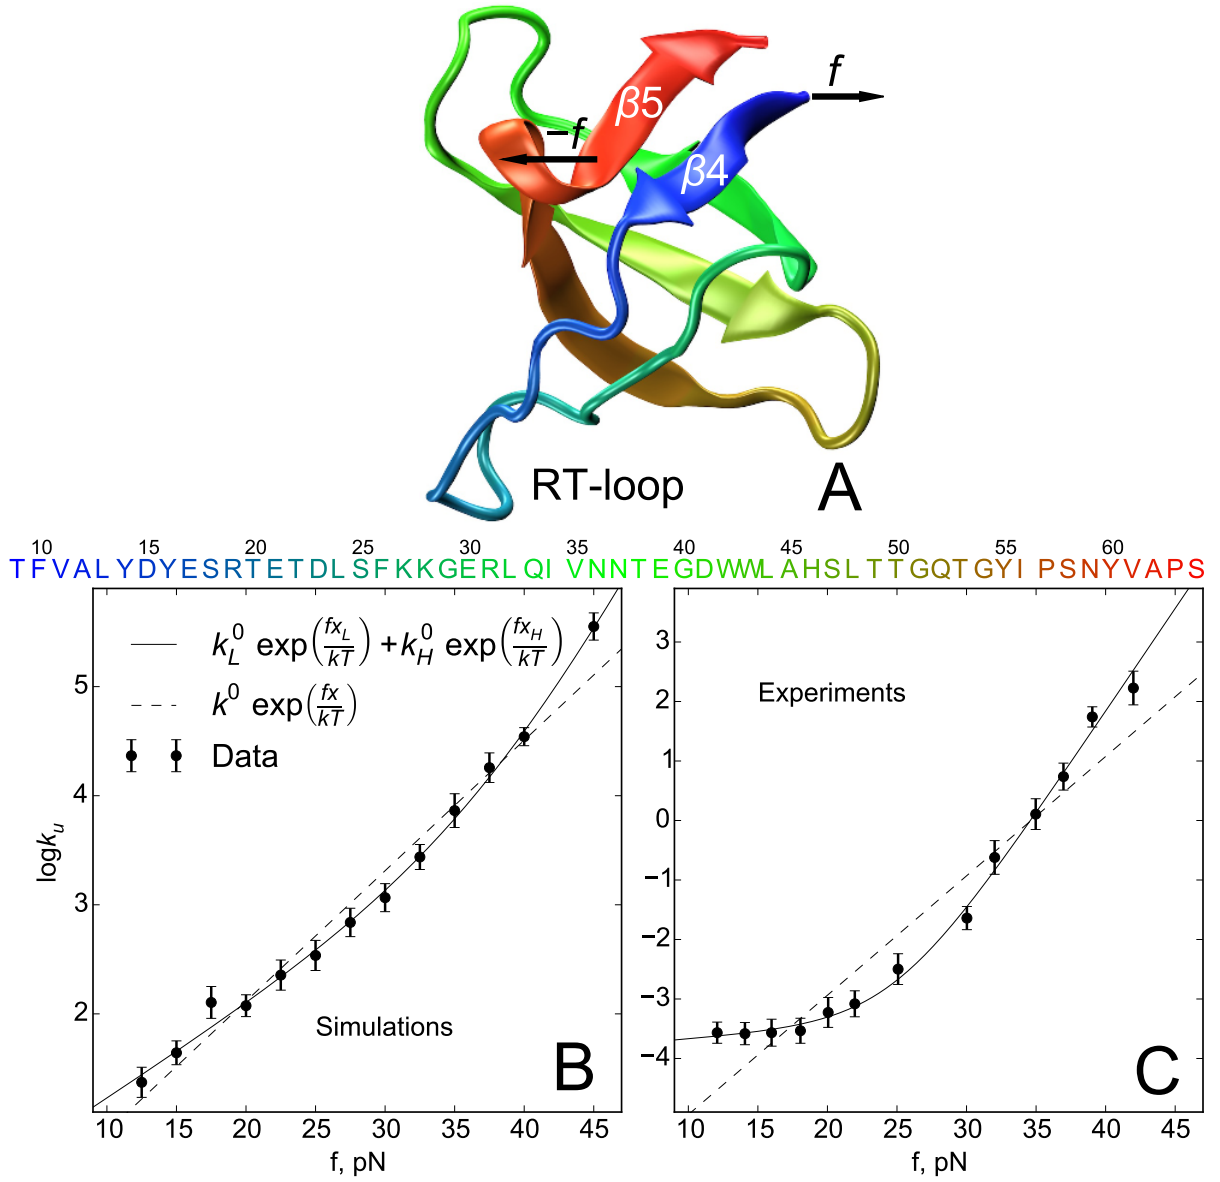 f
β5
−f
β4
RT-loop
A
10 15 20 25 30 35 40 45 50 55 60
TFVALYDYESRTETDLSFKKGERLQIVNNTEGDWWLAHSLTTGQTGYIPSNYVAPS
k_L^0 exp(fx_L/kT) + k_H^0 exp(fx_H/kT)
k^0 exp(fx/kT)
Data
5
4
3
2
logk_u
Simulations
B
10 15 20 25 30 35 40 45
f, pN
3
2
1
0
−1
−2
−3
−4
Experiments
C
10 15 20 25 30 35 40 45
f, pN